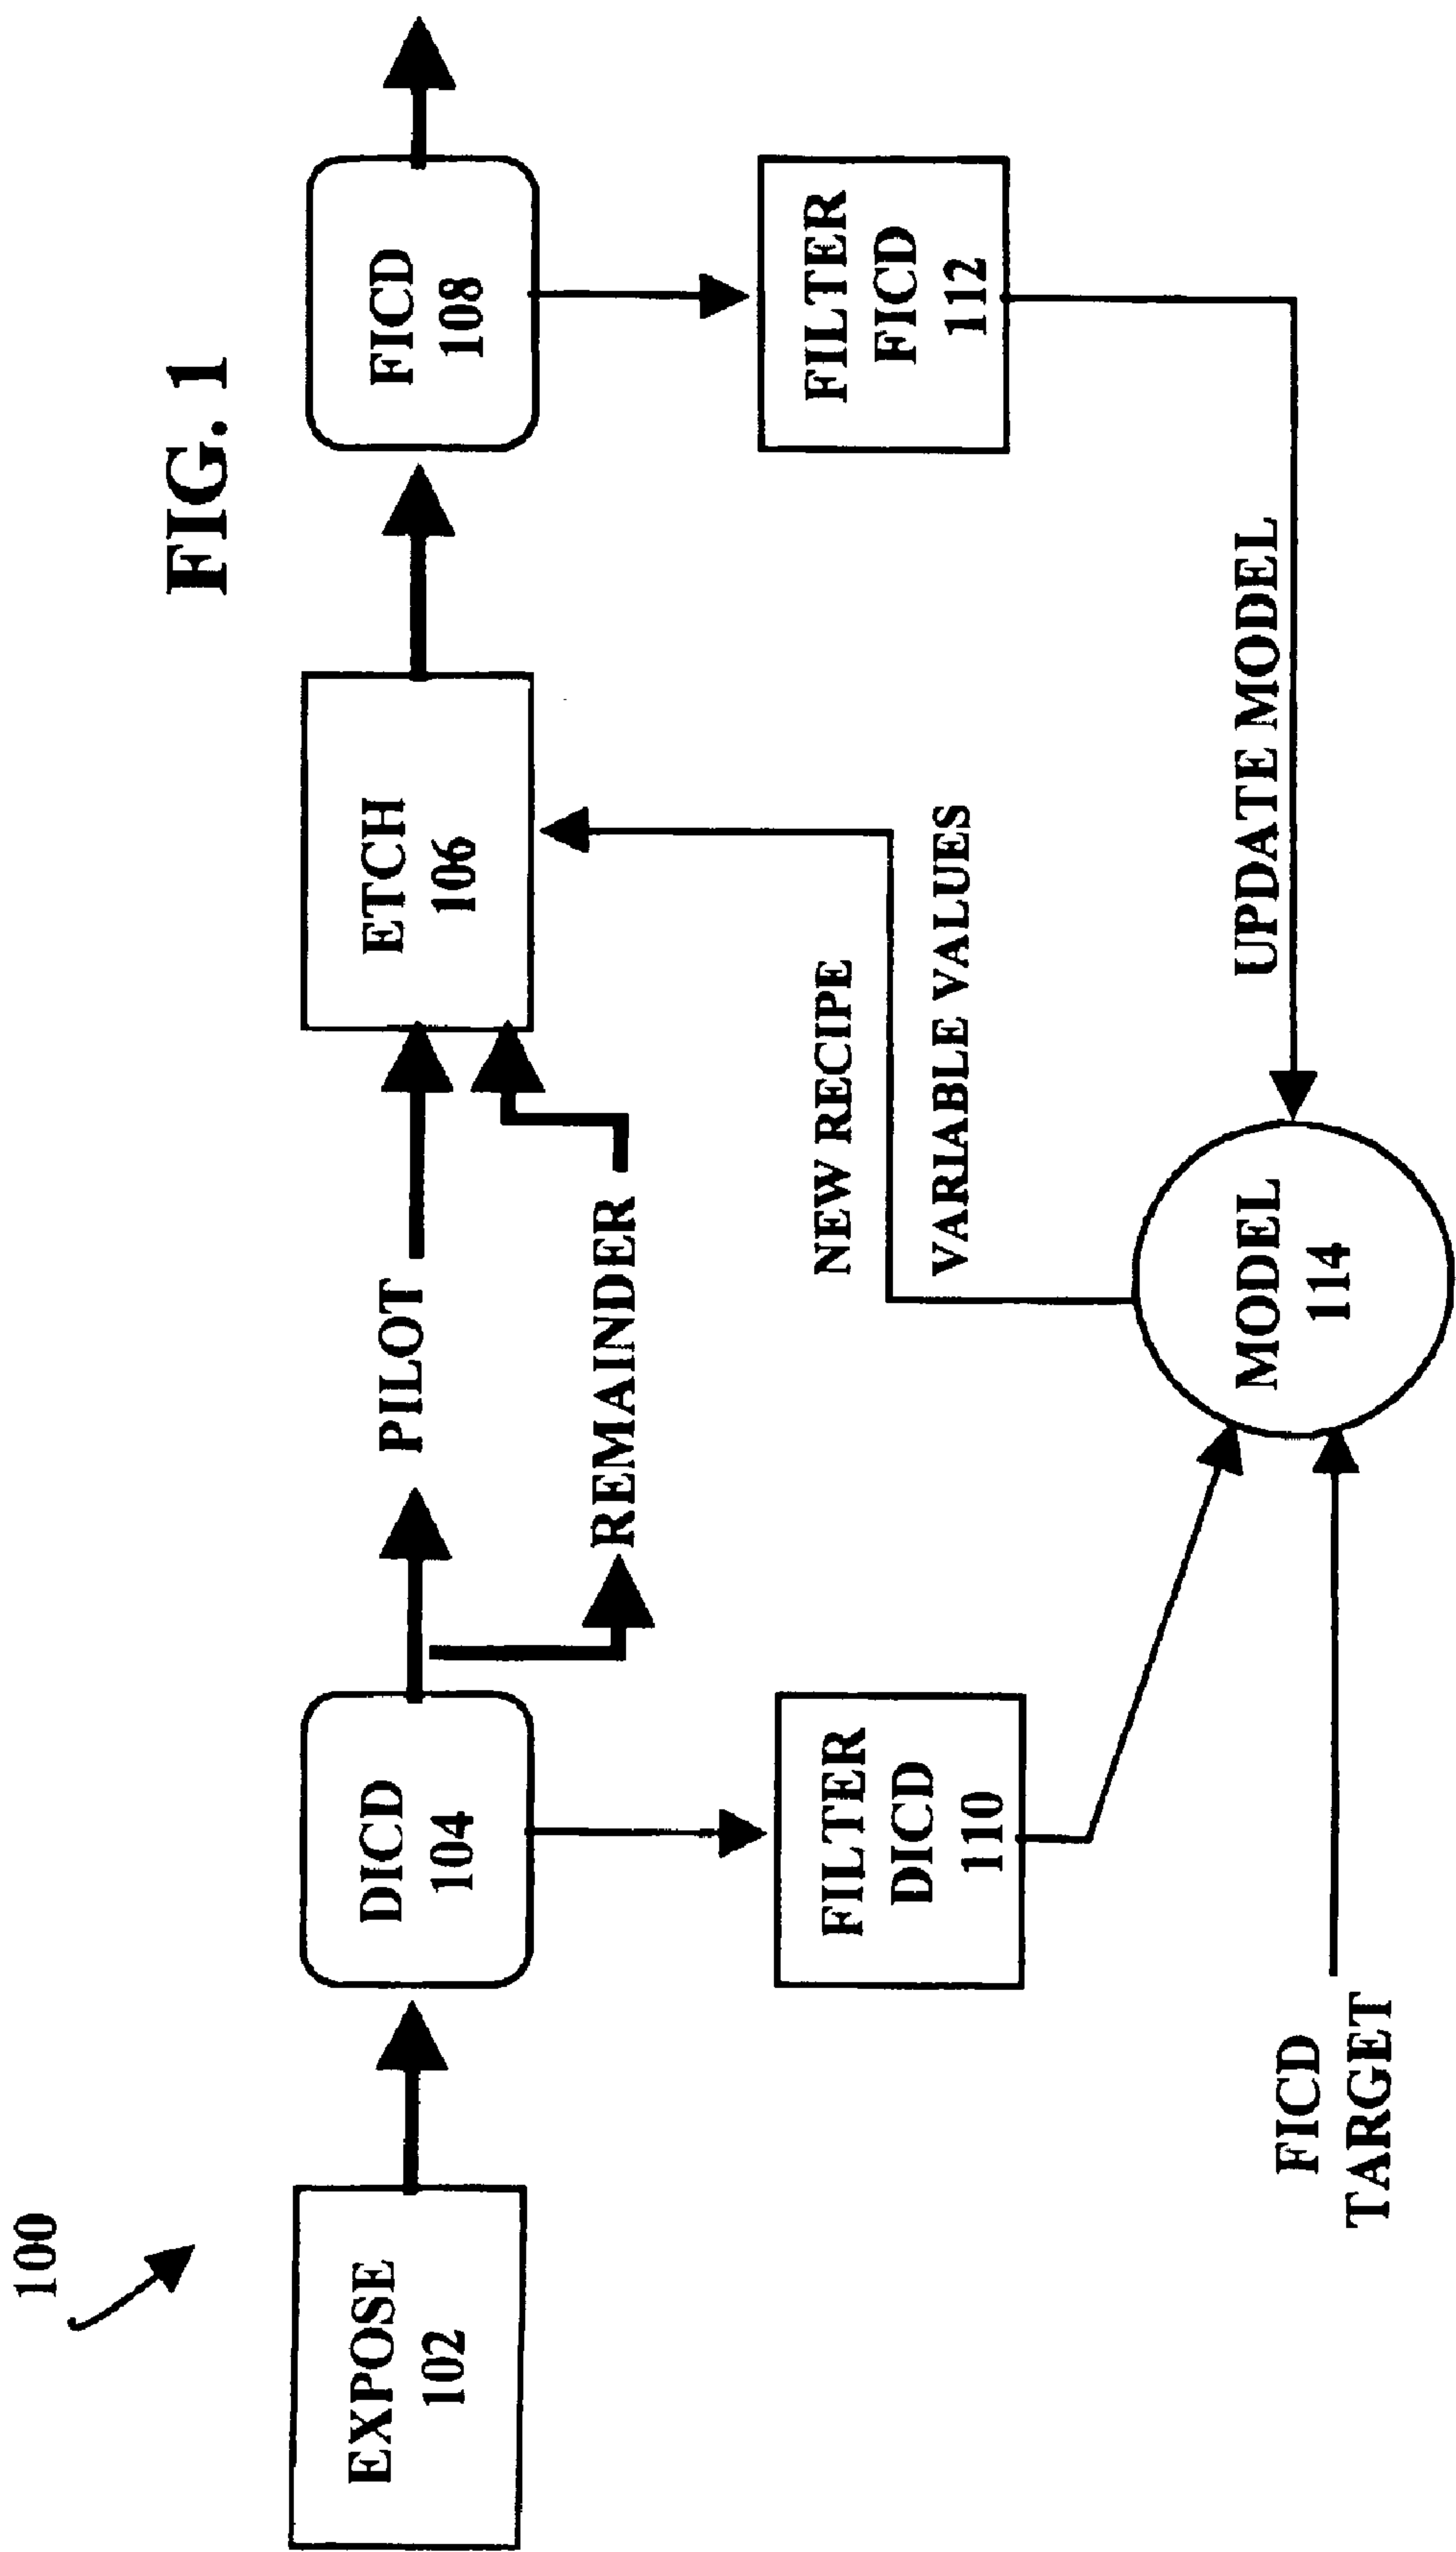 FIG. 1
100
EXPOSE
102
DICD
104
PILOT
REMAINDER
ETCH
106
FICD
108
FILTER
DICD
110
NEW RECIPE
VARIABLE VALUES
FILTER
FICD
112
UPDATE MODEL
MODEL
114
FICD
TARGET